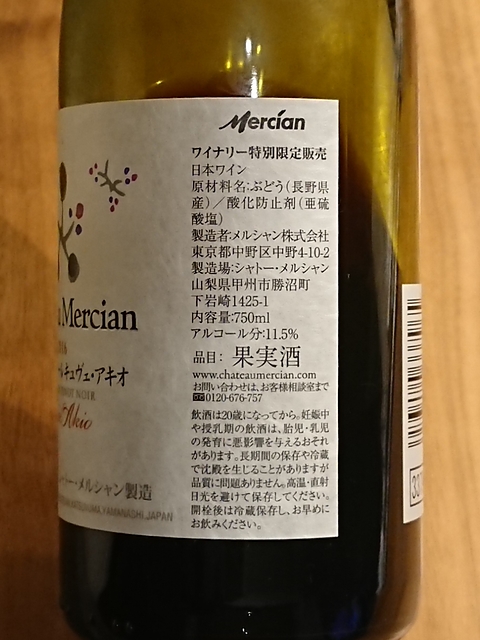 Mercian
ワイナリー特別限定販売
日本ワイン
原材料名:ぶどう(長野県
産)/酸化防止剤(亜硫
酸塩)
製造者:メルシャン株式会社
東京都中野区中野4-10-2
製造場:シャトー・メルシャン
山梨県甲州市勝沼町
下岩崎1425-1
内容量:750ml
アルコール分:11.5%
品目: 果実酒
www.chateaumercian.com
お問い合わせは、お客様相談室まで
0120-676-757
飲酒は20歳になってから。妊娠中
や授乳期の飲酒は、胎児・乳児
の発育に悪影響を与えるおそれ
があります。長期間の保存や冷蔵
で沈殿を生じることがありますが
品質に問題ありません。高温・直射
日光を避けて保存してください。
開栓後は冷蔵保存し、お早めに
お飲みください。
Mercian
キュヴェ・アキオ
NOIR
Akio
トー・メルシャン製造
YAMANASHI, JAPAN